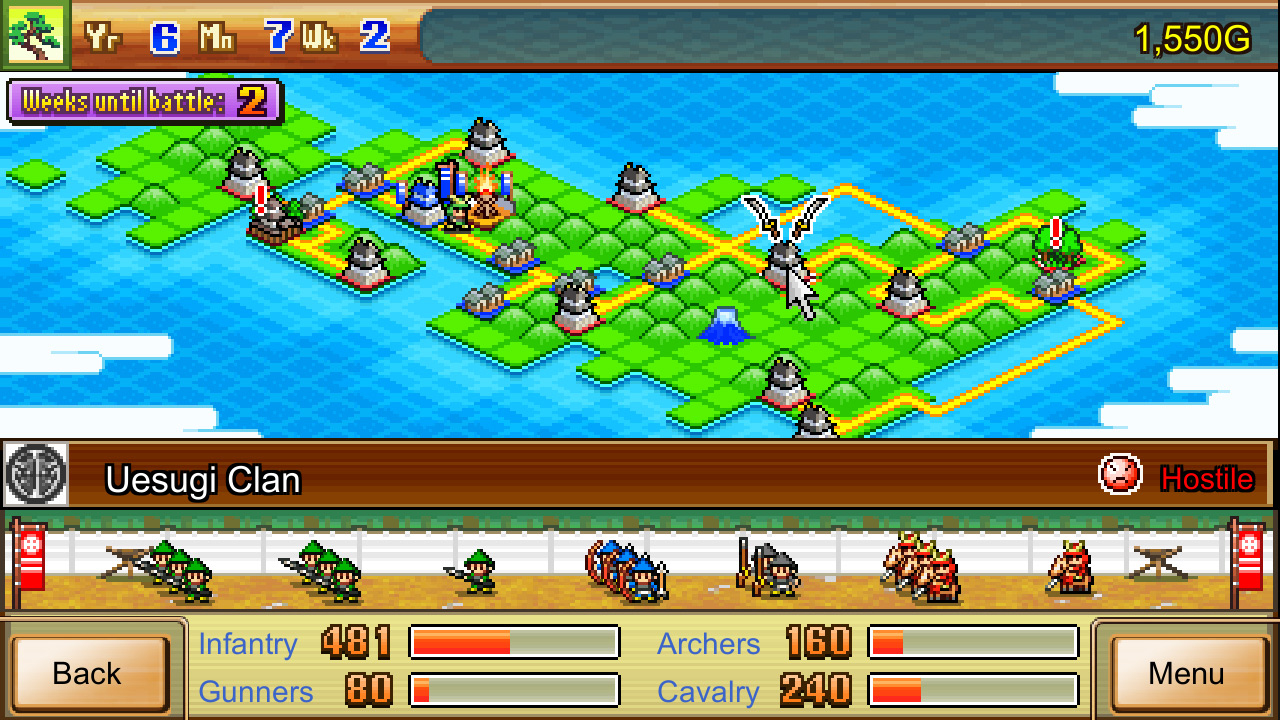 Yr 6 Mn 7 Wk 2 1,550G
Weeks until battle: 2
Uesugi Clan Hostile
Infantry 481 Archers 160
Gunners 80 Cavalry 240
Back
Menu